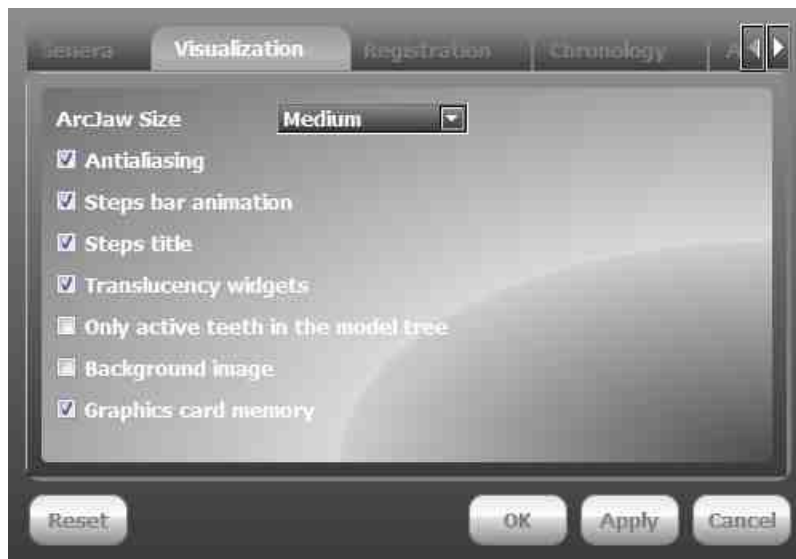 Genera Visualization Registration Chronology A
ArcJaw Size Medium
Antialiasing
Steps bar animation
Steps title
Translucency widgets
Only active teeth in the model tree
Background image
Graphics card memory
Reset OK Apply Cancel